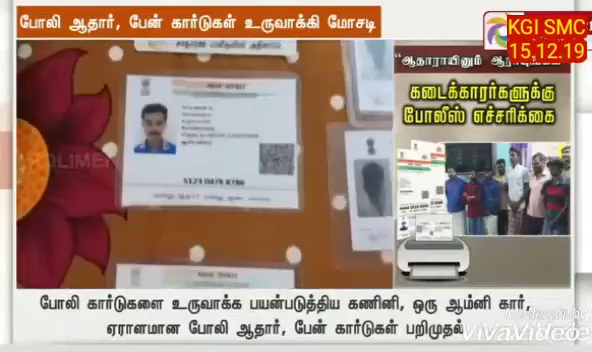 போலி ஆதார், பேன் கார்டுகள் உருவாக்கி மோசடி
KGI SMC
15,12.19
"ஆதாராயினும்
கடைக்காரர்களுக்கு
போலீஸ் எச்சரிக்கை
5123 0878 8786
போலி கார்டுகளை உருவாக்க பயன்படுத்திய கணினி, ஒரு ஆம்னி கார்,
ஏராளமான போலி ஆதார், பேன் கார்டுகள் பறிமுதல்
VivaVideo